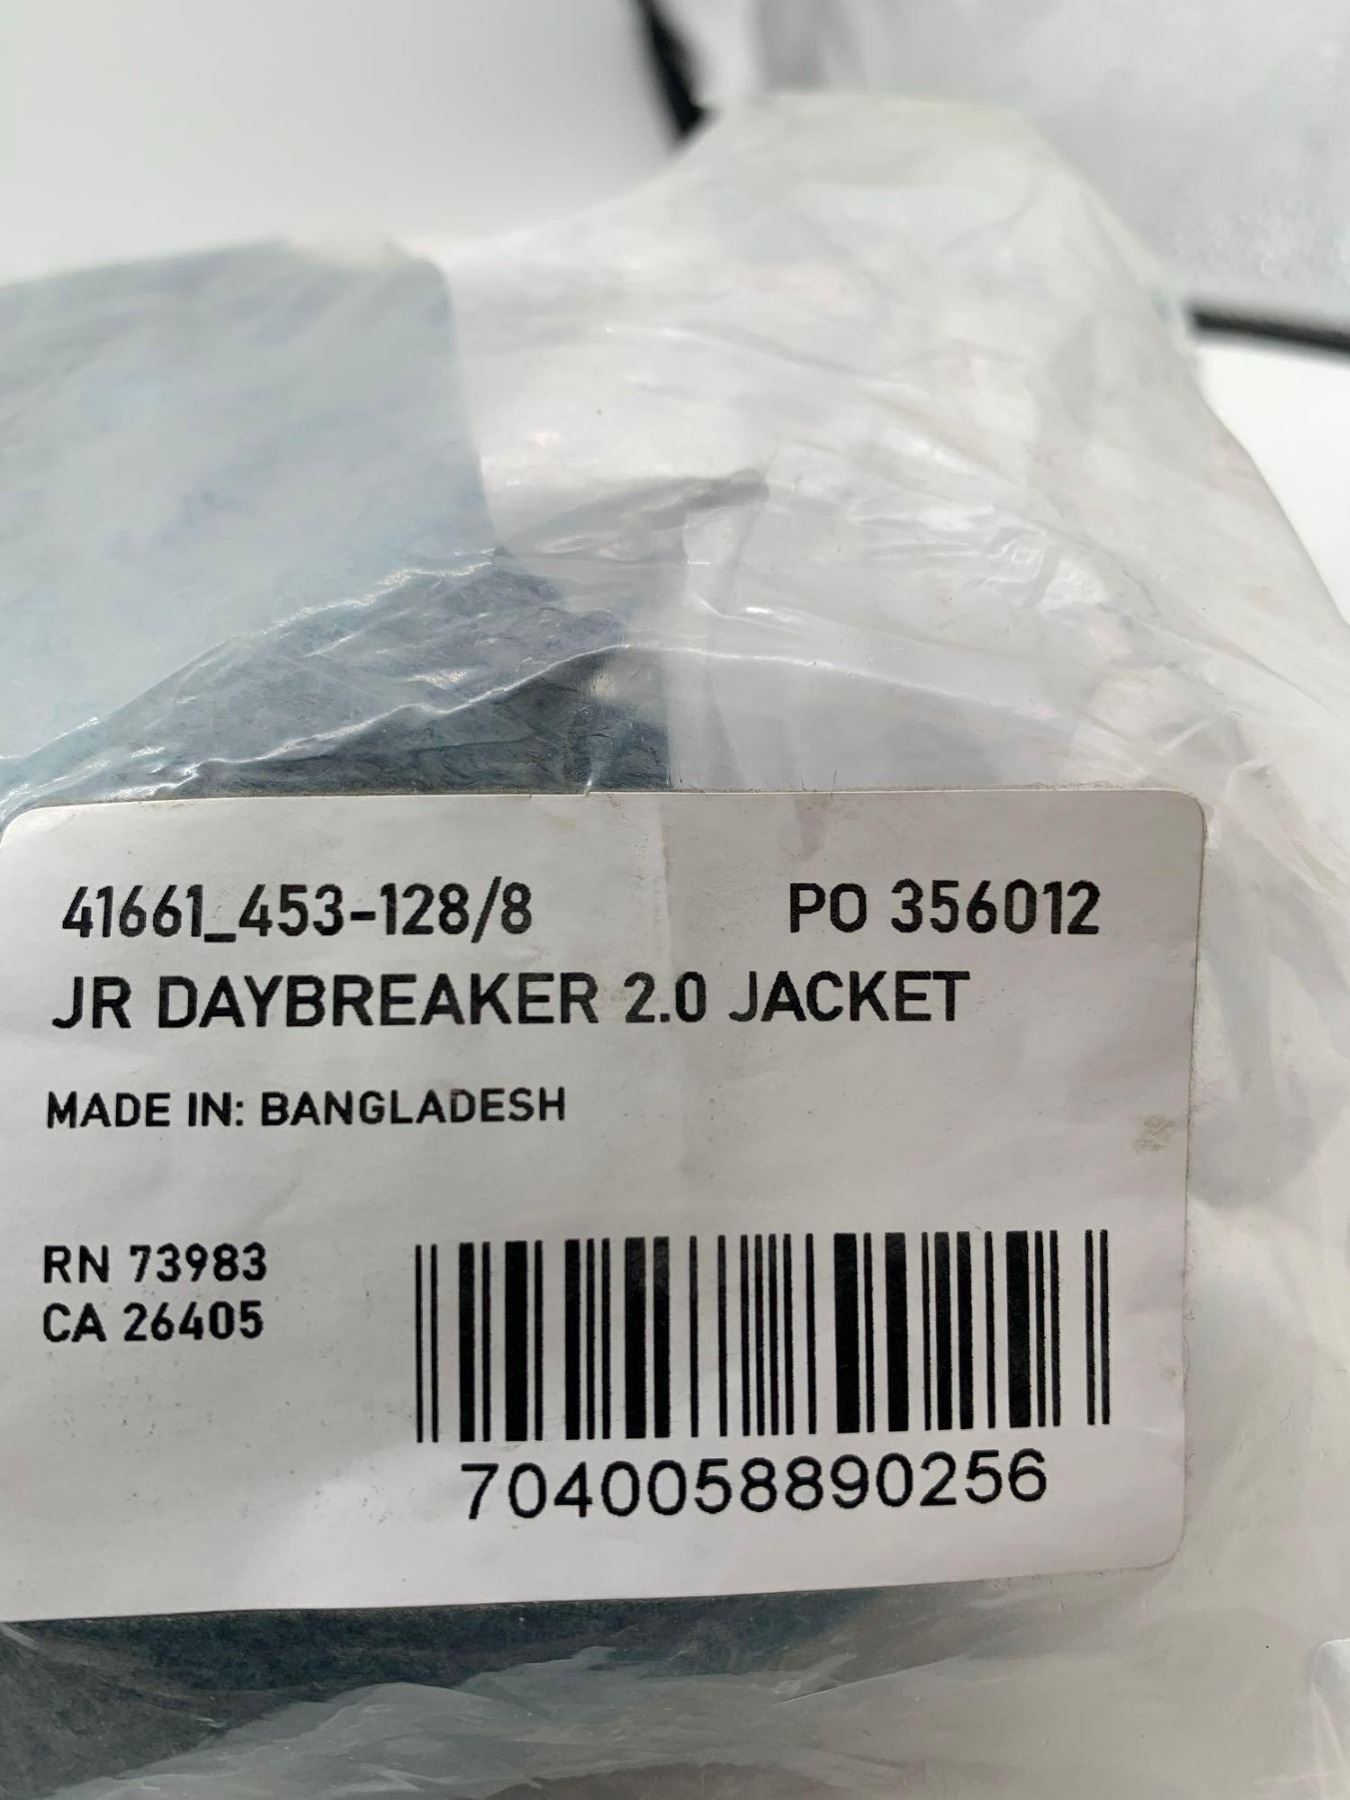 41661_453-128/8 PO 356012
JR DAYBREAKER 2.0 JACKET
MADE IN: BANGLADESH
RN 73983
CA 26405
7040058890256